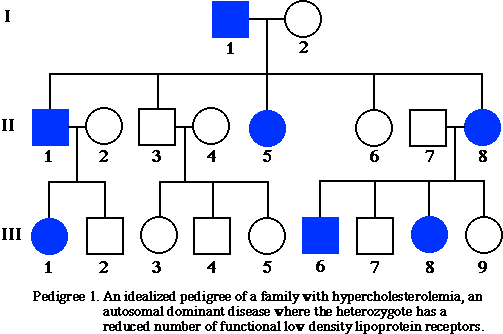 I
1 2
II
1 2 3 4 5 6 7 8
III
1 2 3 4 5 6 7 8 9
Pedigree 1. An idealized pedigree of a family with hypercholesterolemia, an
autosomal dominant disease where the heterozygote has a
reduced number of functional low density lipoprotein receptors.